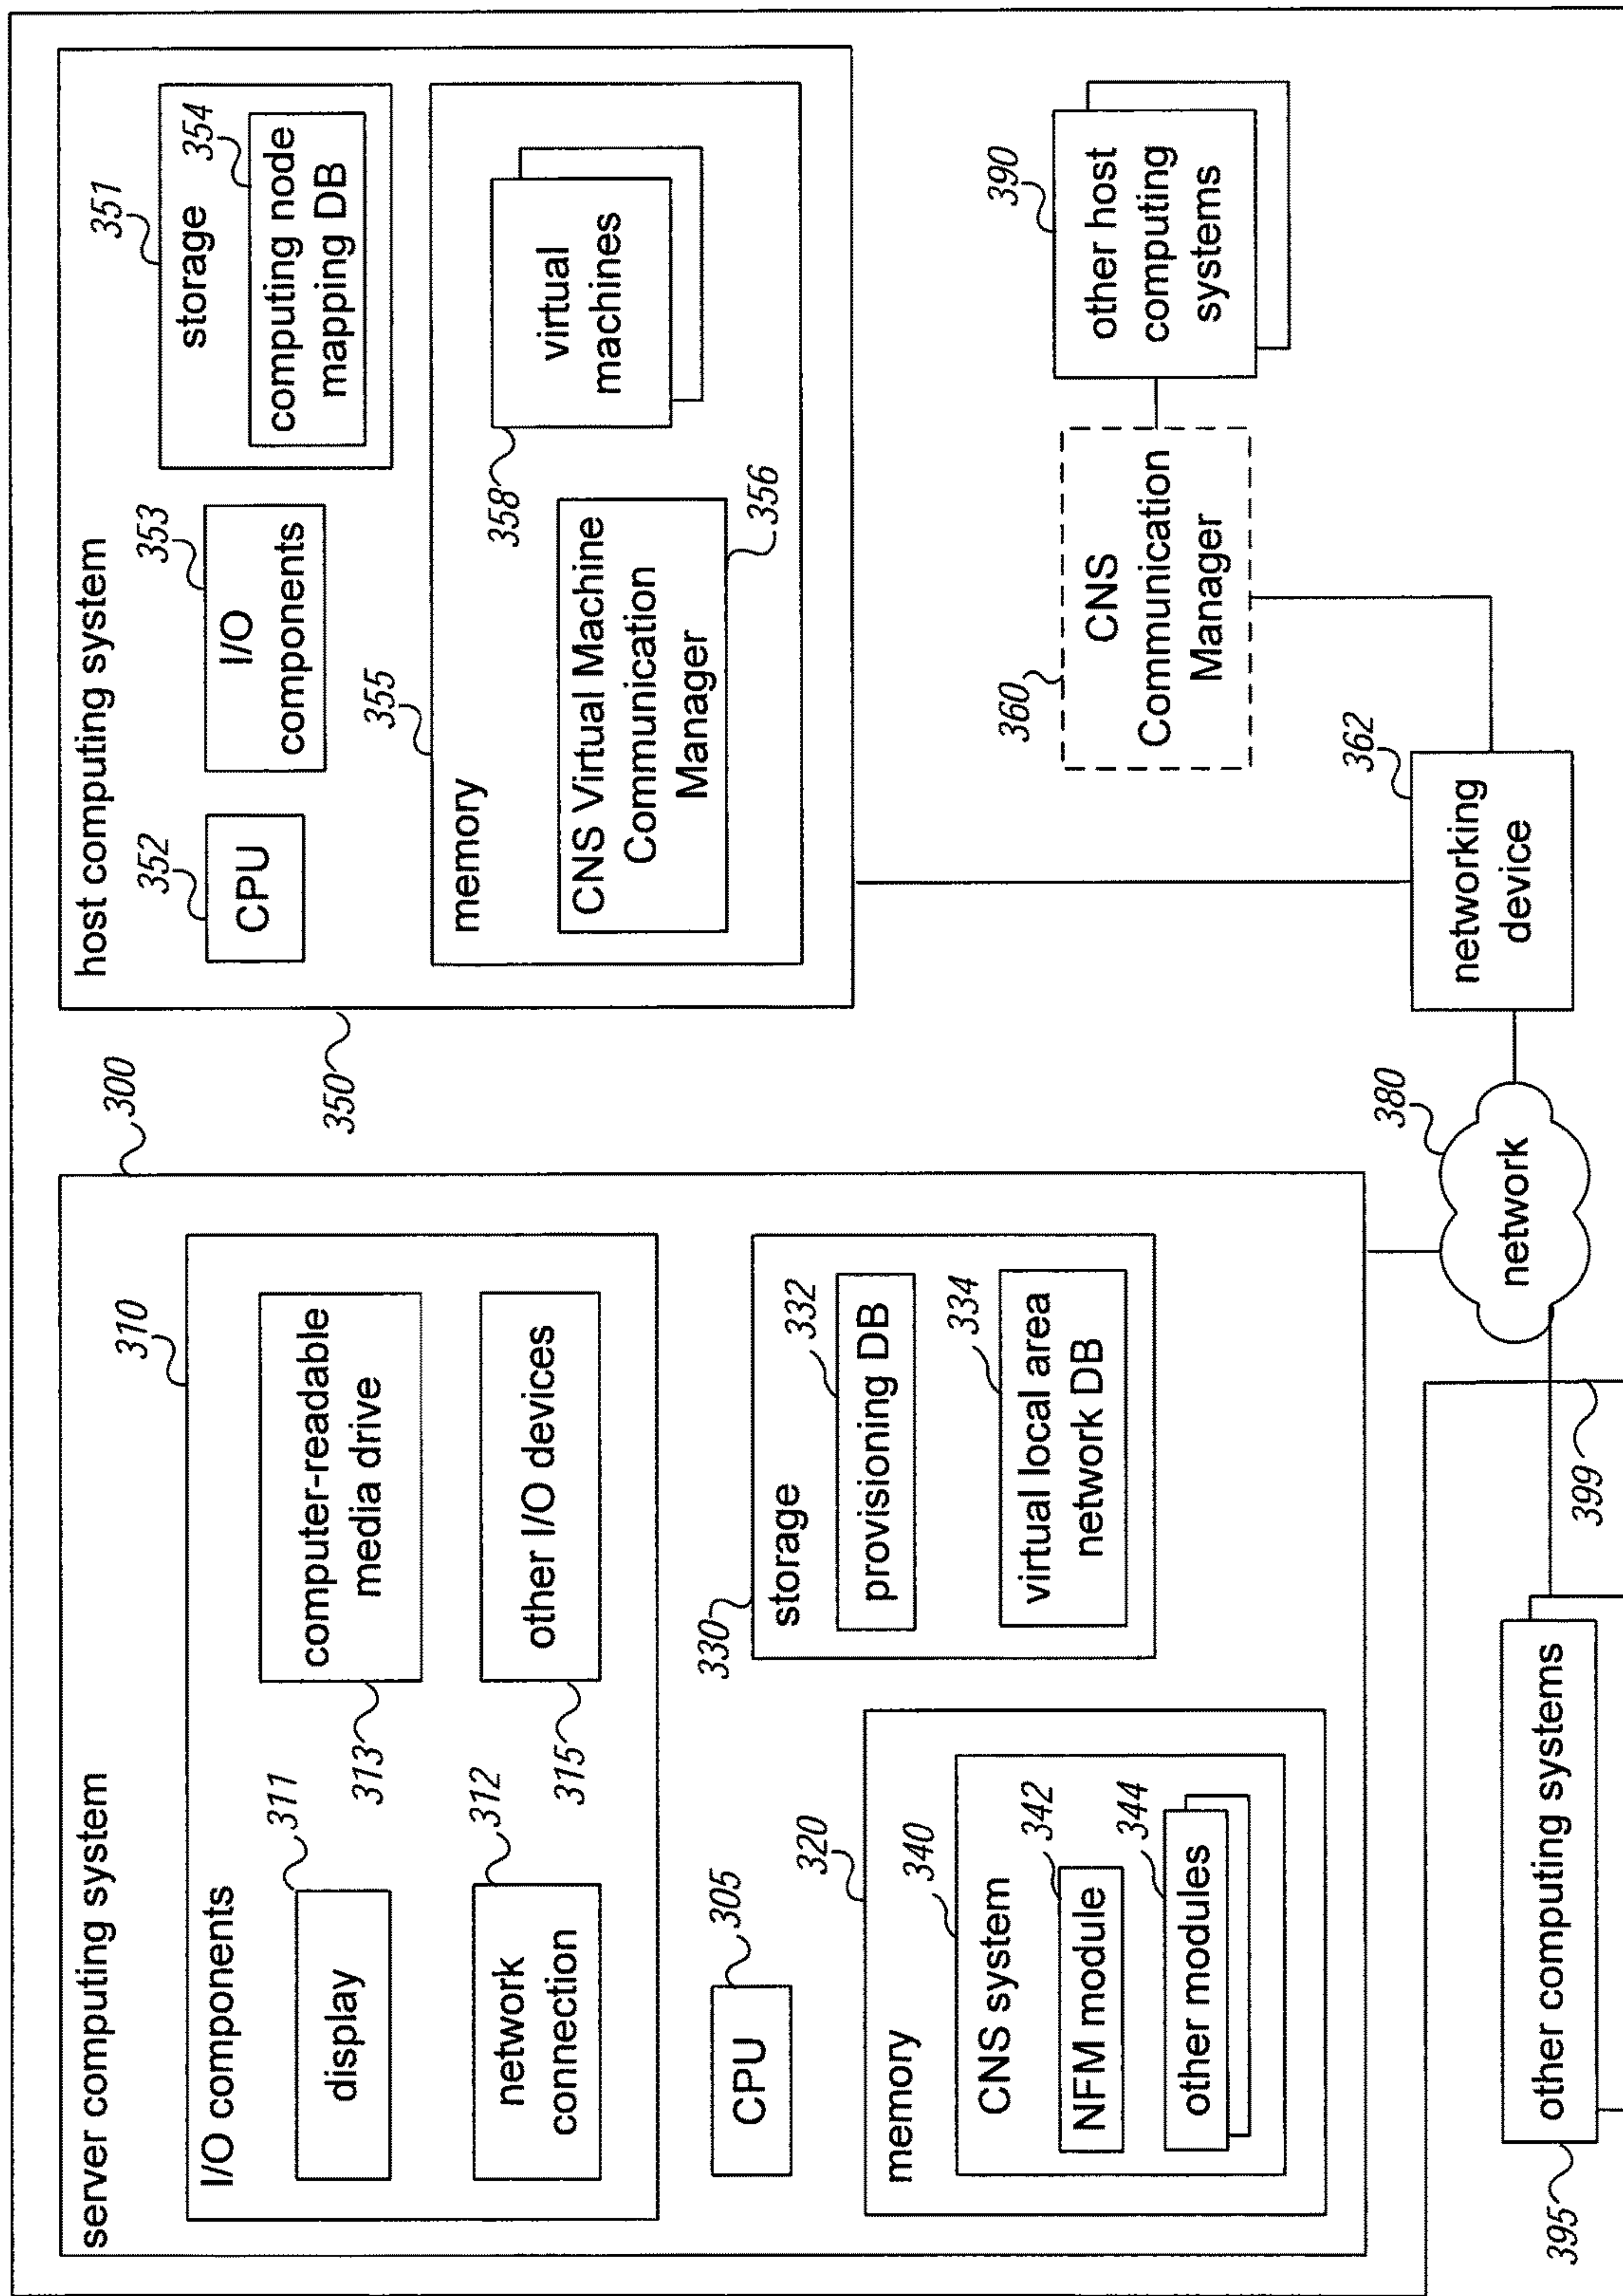 300
server computing system
310
I/O components
311
display
computer-readable
media drive
313
312
network
connection
other I/O devices
315
305
CPU
320
memory
340
CNS system
342
NFM module
344
other modules
330
storage
332
provisioning DB
334
virtual local area
network DB
350
host computing system
352
CPU
353
I/O
components
351
storage
354
computing node
mapping DB
355
memory
CNS Virtual Machine
Communication
Manager
356
358
virtual
machines
360
CNS
Communication
Manager
390
other host
computing
systems
362
networking
device
380
network
399
395
other computing systems